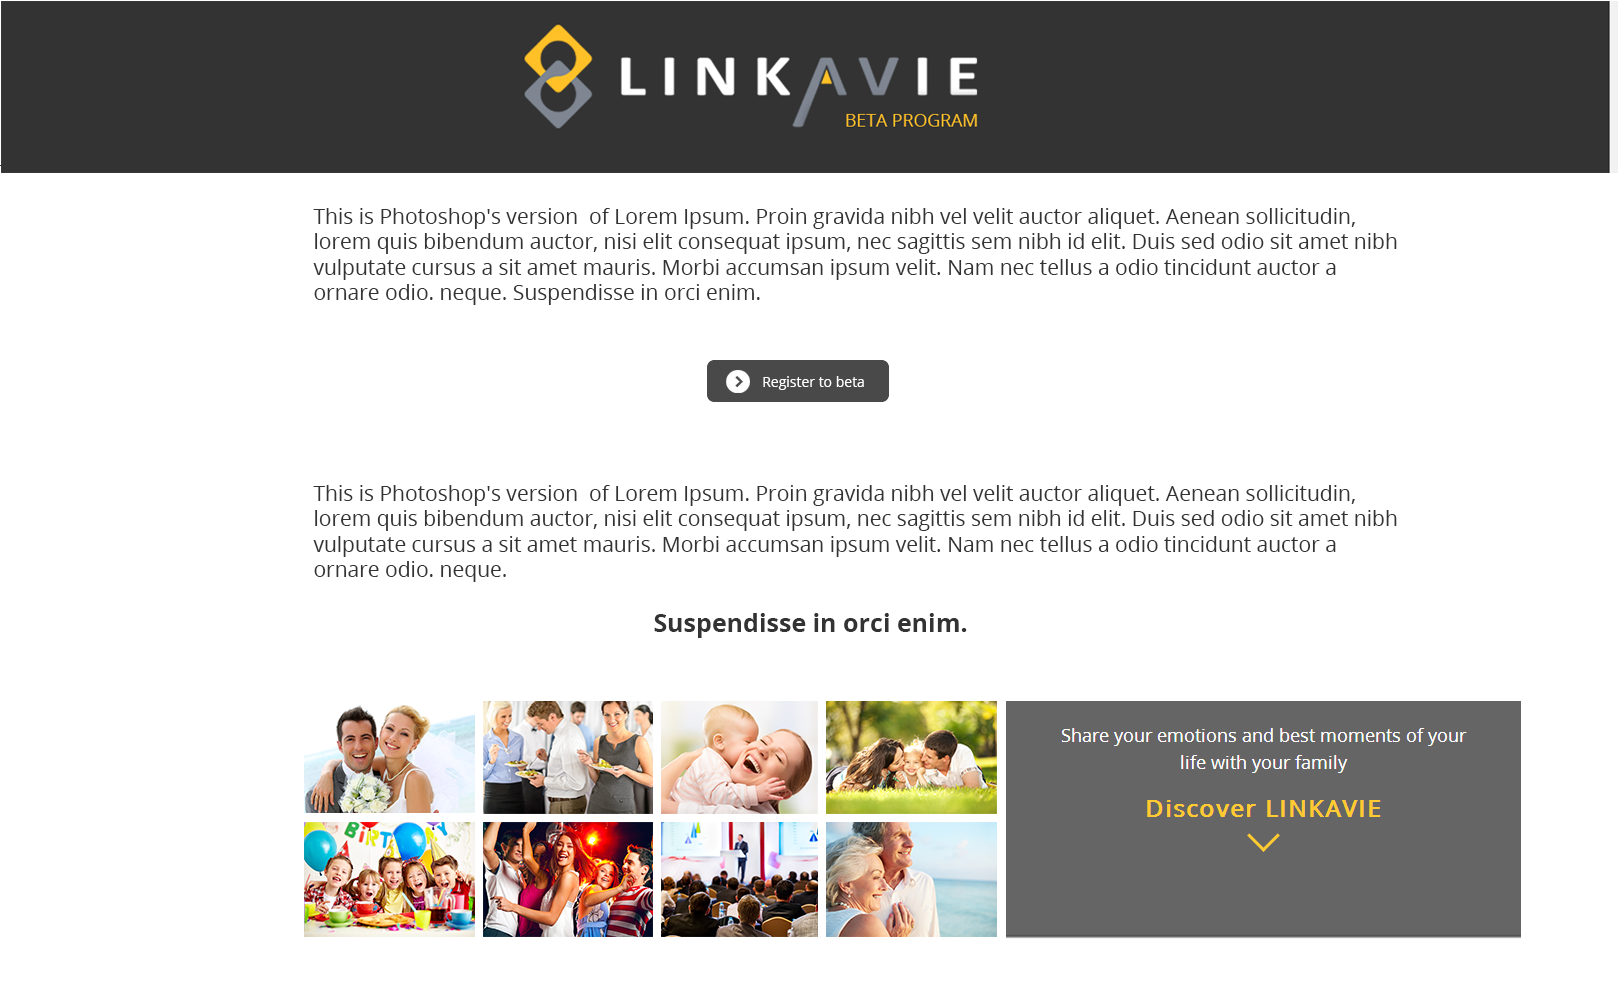 LINKAVIE
BETA PROGRAM
This is Photoshop's version  of Lorem Ipsum. Proin gravida nibh vel velit auctor aliquet. Aenean sollicitudin,
lorem quis bibendum auctor, nisi elit consequat ipsum, nec sagittis sem nibh id elit. Duis sed odio sit amet nibh
vulputate cursus a sit amet mauris. Morbi accumsan ipsum velit. Nam nec tellus a odio tincidunt auctor a
ornare odio. neque. Suspendisse in orci enim.
Register to beta
This is Photoshop's version  of Lorem Ipsum. Proin gravida nibh vel velit auctor aliquet. Aenean sollicitudin,
lorem quis bibendum auctor, nisi elit consequat ipsum, nec sagittis sem nibh id elit. Duis sed odio sit amet nibh
vulputate cursus a sit amet mauris. Morbi accumsan ipsum velit. Nam nec tellus a odio tincidunt auctor a
ornare odio. neque.
Suspendisse in orci enim.
Share your emotions and best moments of your
life with your family
Discover LINKAVIE